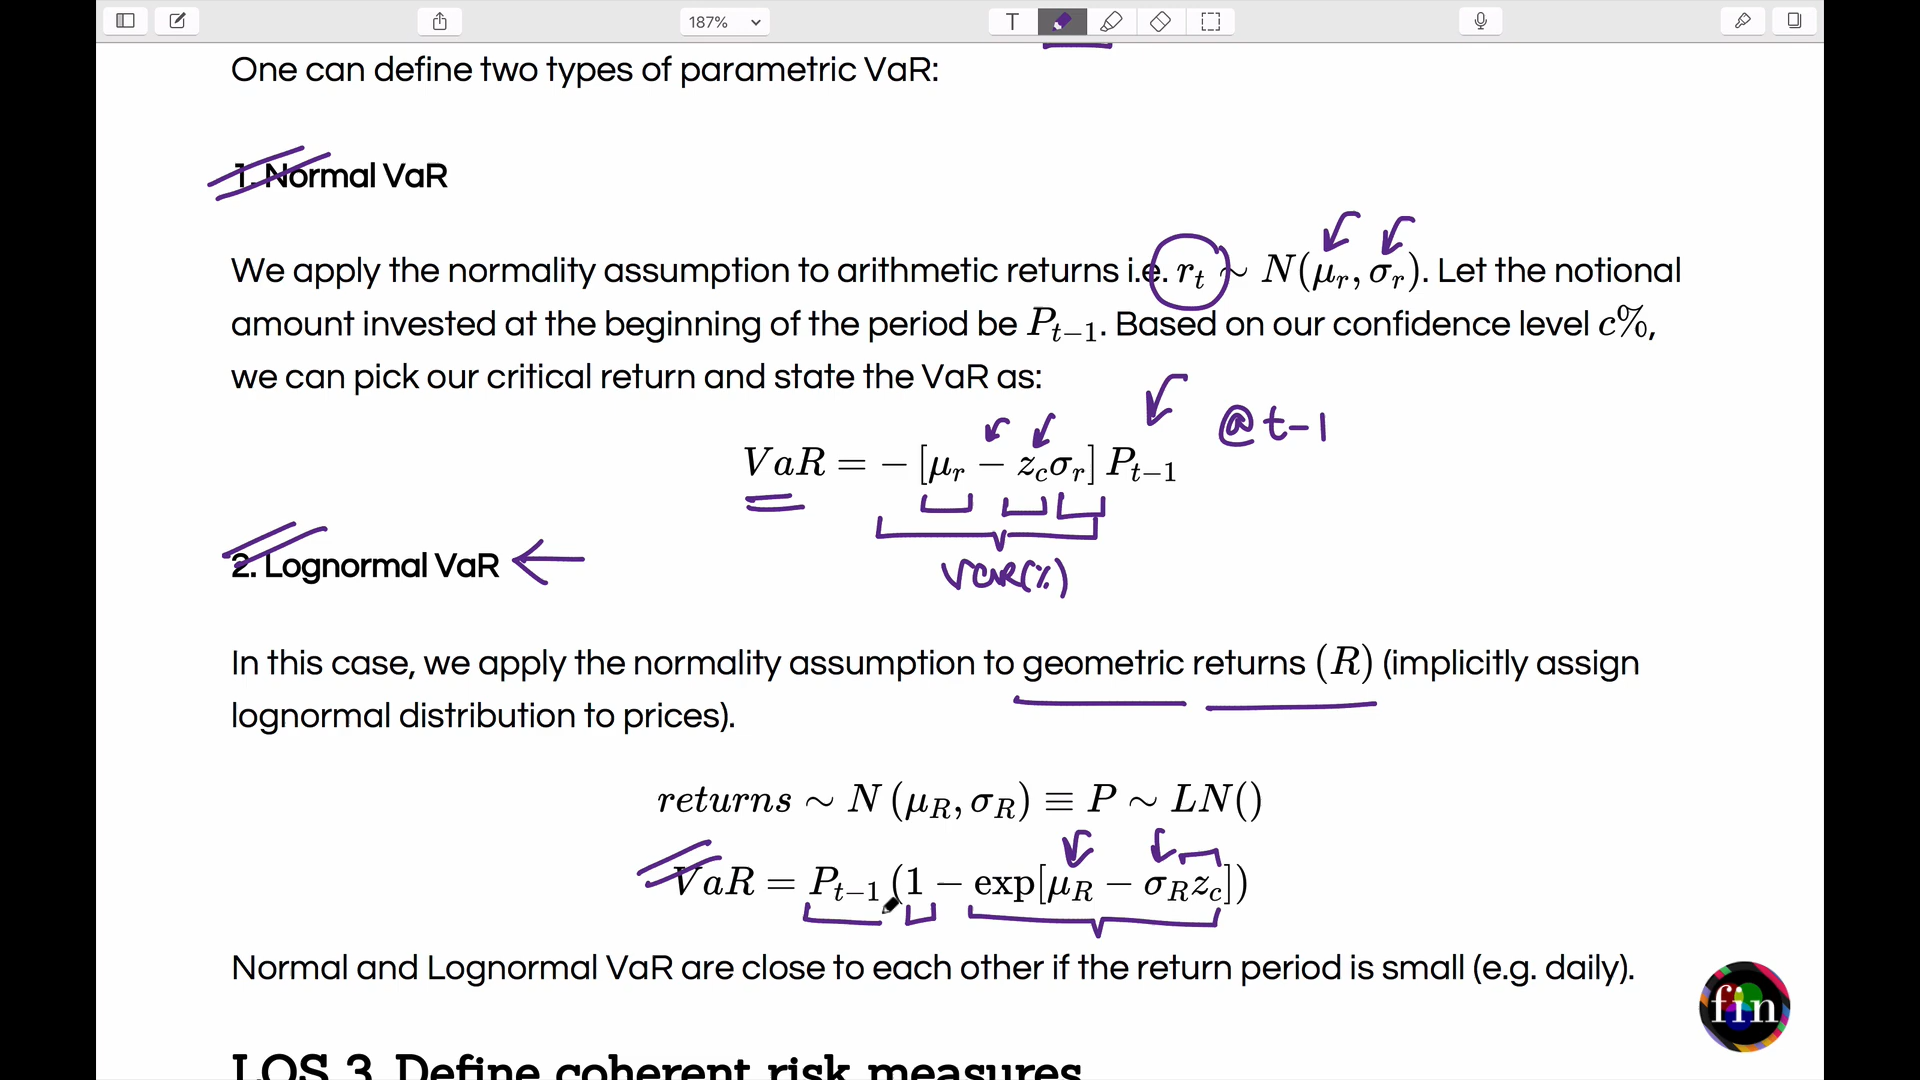 187%
T
One can define two types of parametric VaR:
1. Normal VaR
We apply the normality assumption to arithmetic returns i.e. r_t ∼ N(μ_r, σ_r). Let the notional
amount invested at the beginning of the period be P_{t−1}. Based on our confidence level c%,
we can pick our critical return and state the VaR as:
@t-1
VaR = −[μ_r − z_cσ_r] P_{t−1}
2. Lognormal VaR
VaR(%)
In this case, we apply the normality assumption to geometric returns (R) (implicitly assign
lognormal distribution to prices).
returns ∼ N(μ_R, σ_R) ≡ P ∼ LN()
VaR = P_{t−1}(1 − exp[μ_R − σ_Rz_c])
Normal and Lognormal VaR are close to each other if the return period is small (e.g. daily).
fin
LOS 3. Define coherent risk measures